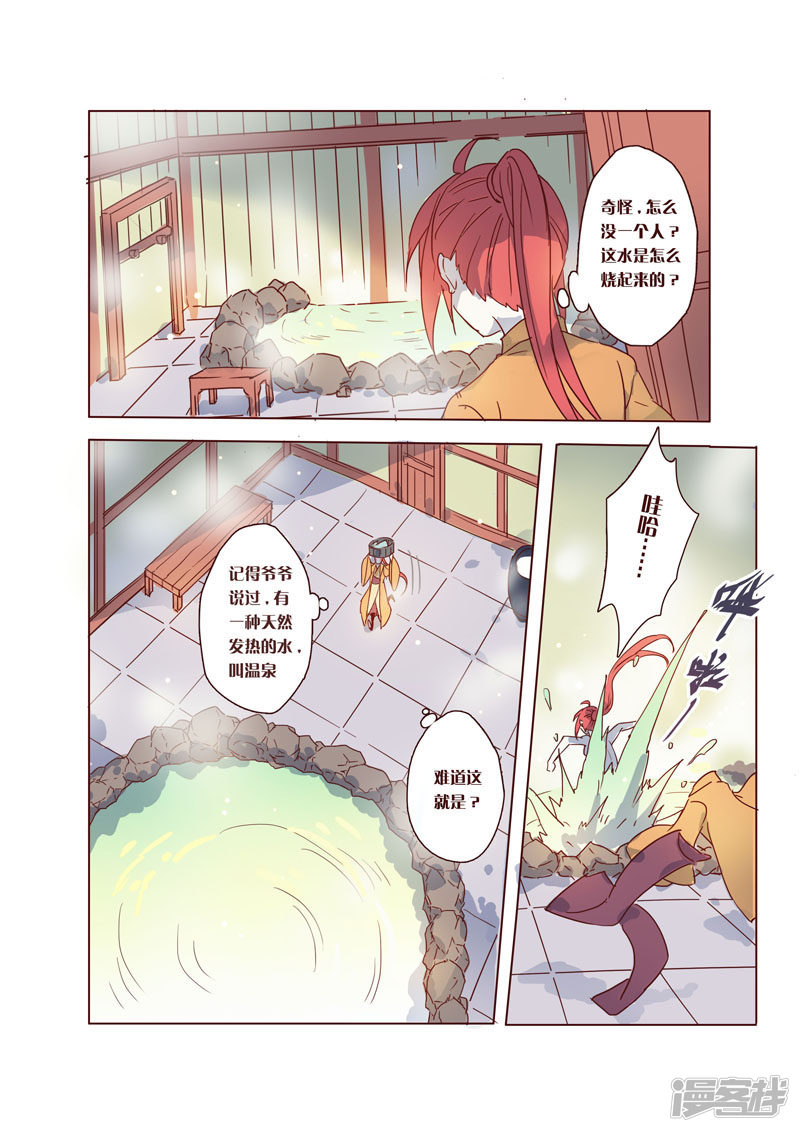 奇怪，怎么
没一个人？
这水是怎么
烧起来的？
记得爷爷
说过，有
一种天然
发热的水，
叫温泉
难道这
就是？
哇哈……
漫客栈